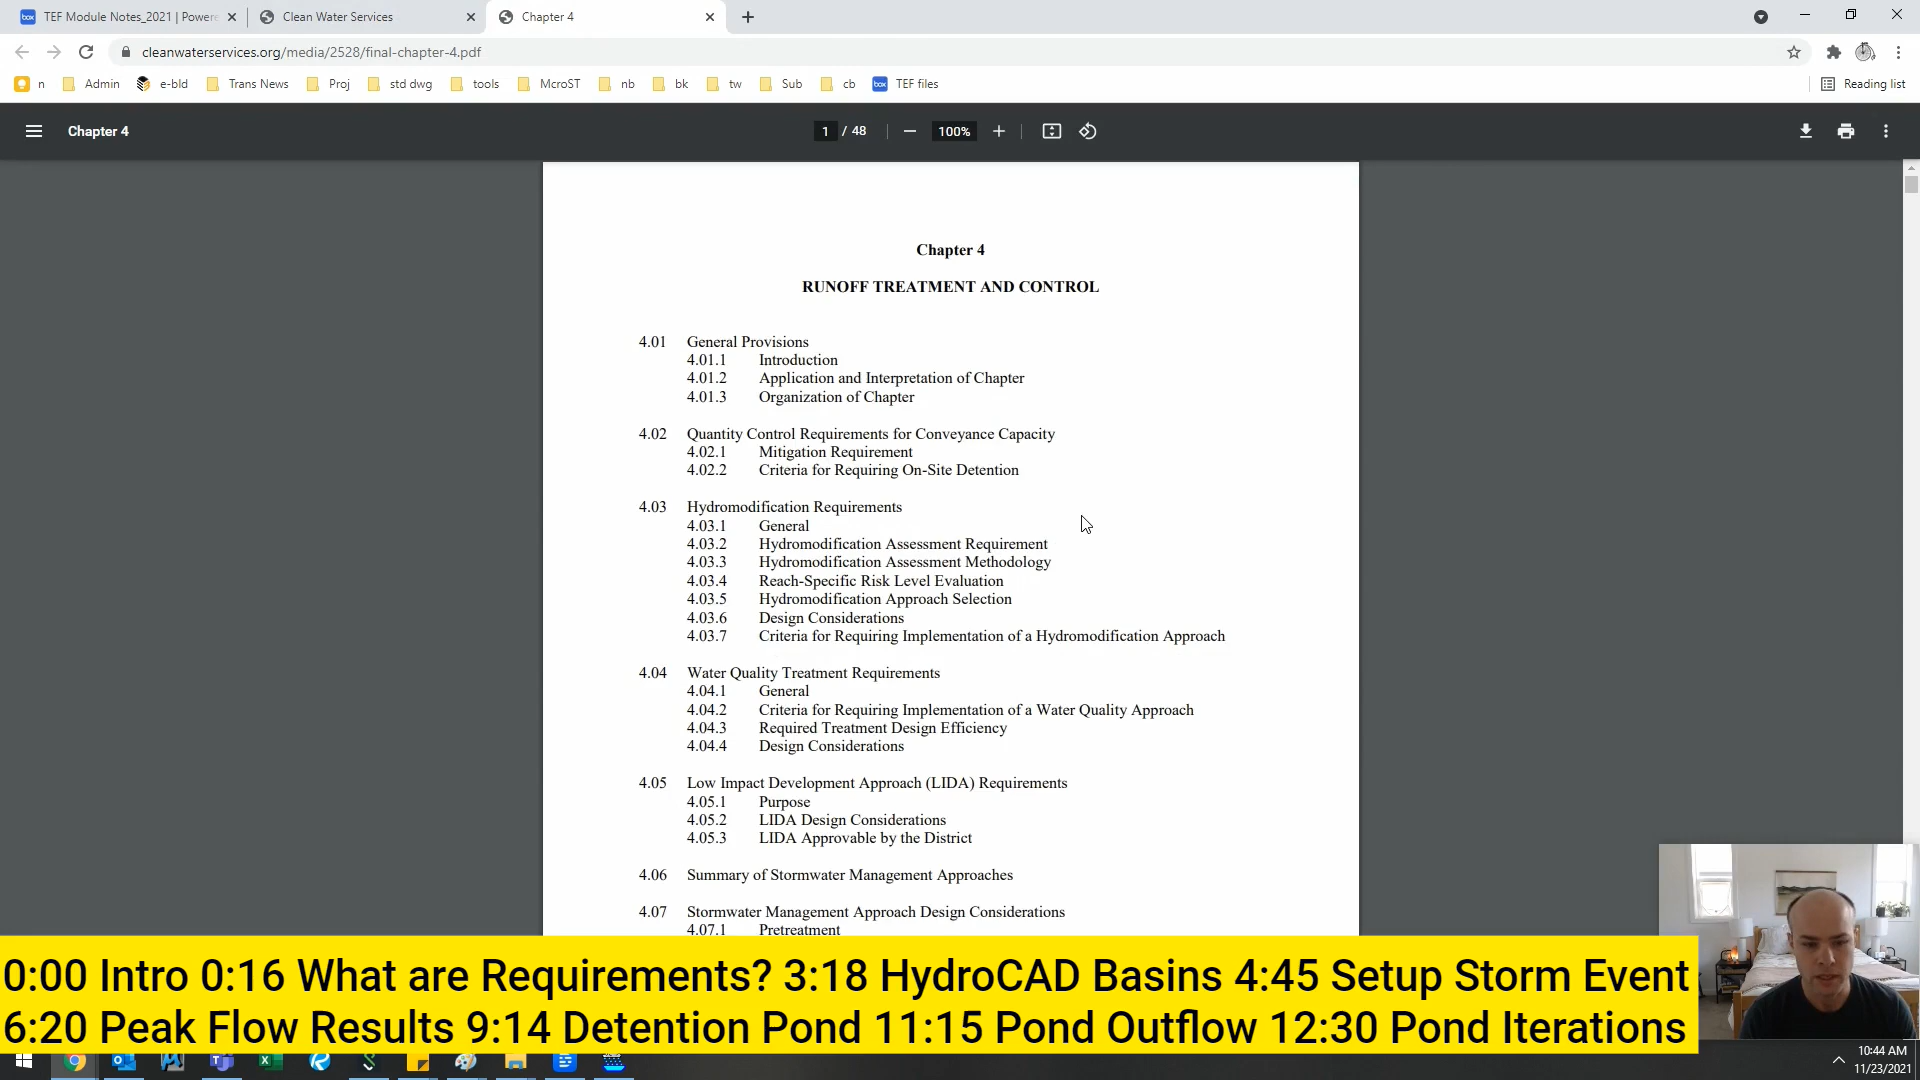 TEF Module Notes_2021 | Powere
Clean Water Services
Chapter 4
cleanwaterservices.org/media/2528/final-chapter-4.pdf
n
Admin
e-bld
Trans News
Proj
std dwg
tools
McroST
nb
bk
tw
Sub
cb
box
TEF files
Reading list
Chapter 4
1 / 48
100%
Chapter 4
RUNOFF TREATMENT AND CONTROL
4.01 General Provisions
4.01.1 Introduction
4.01.2 Application and Interpretation of Chapter
4.01.3 Organization of Chapter
4.02 Quantity Control Requirements for Conveyance Capacity
4.02.1 Mitigation Requirement
4.02.2 Criteria for Requiring On-Site Detention
4.03 Hydromodification Requirements
4.03.1 General
4.03.2 Hydromodification Assessment Requirement
4.03.3 Hydromodification Assessment Methodology
4.03.4 Reach-Specific Risk Level Evaluation
4.03.5 Hydromodification Approach Selection
4.03.6 Design Considerations
4.03.7 Criteria for Requiring Implementation of a Hydromodification Approach
4.04 Water Quality Treatment Requirements
4.04.1 General
4.04.2 Criteria for Requiring Implementation of a Water Quality Approach
4.04.3 Required Treatment Design Efficiency
4.04.4 Design Considerations
4.05 Low Impact Development Approach (LIDA) Requirements
4.05.1 Purpose
4.05.2 LIDA Design Considerations
4.05.3 LIDA Approvable by the District
4.06 Summary of Stormwater Management Approaches
4.07 Stormwater Management Approach Design Considerations
4.07.1 Pretreatment
0:00 Intro 0:16 What are Requirements? 3:18 HydroCAD Basins 4:45 Setup Storm Event
6:20 Peak Flow Results 9:14 Detention Pond 11:15 Pond Outflow 12:30 Pond Iterations
10:44 AM
11/23/2021